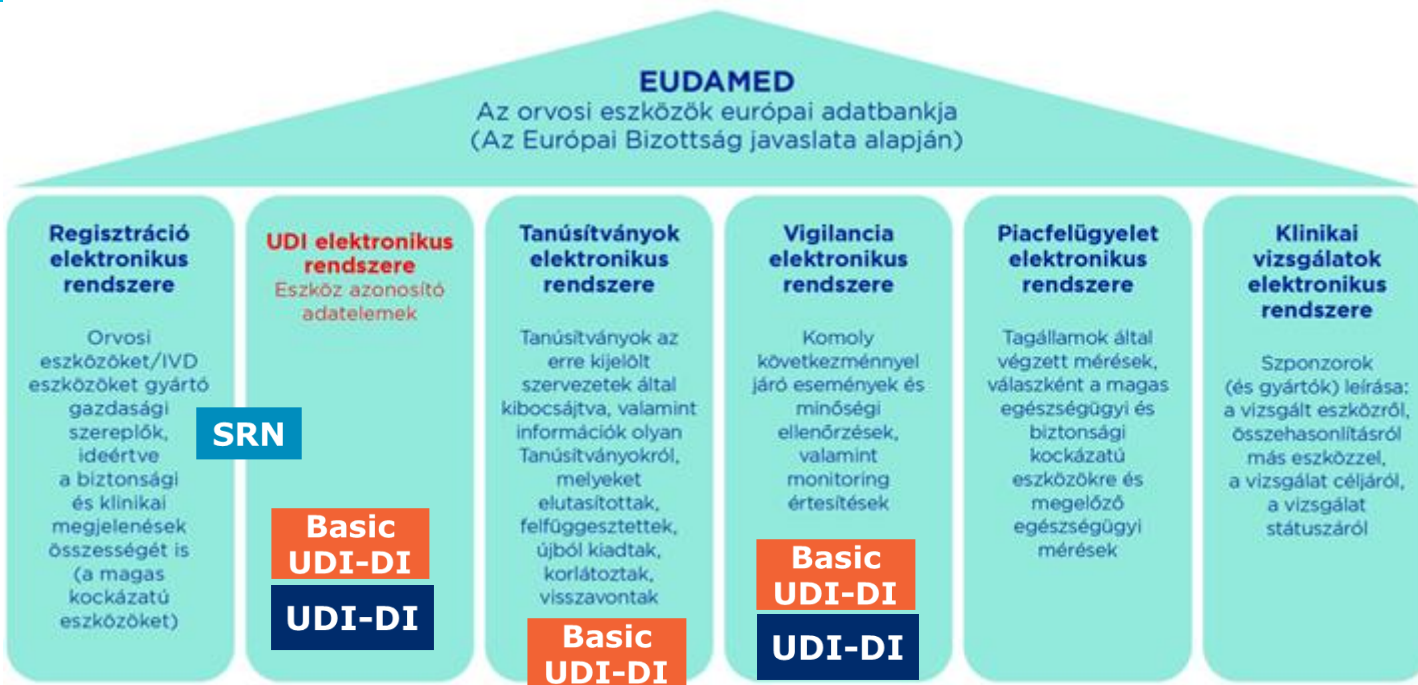 EUDAMED
Az orvosi eszközök európai adatbankja
(Az Európai Bizottság javaslata alapján)
Regisztráció
elektronikus
rendszere
Orvosi
eszközöket/IVD
eszközöket gyártó
gazdasági
szereplők,
ideértve
a biztonsági
és klinikai
megjelenések
összességét is
(a magas
kockázatú
eszközöket)
SRN
UDI elektronikus
rendszere
Eszköz azonosító
adatelemek
Basic
UDI-DI
UDI-DI
Tanúsítványok
elektronikus
rendszere
Tanúsítványok az
erre kijelölt
szervezetek által
kibocsájtva, valamint
információk olyan
Tanúsítványokról,
melyeket
elutasítottak,
felfüggesztettek,
újból kiadtak,
korlátoztak,
visszavontak
Basic
UDI-DI
Vigilancia
elektronikus
rendszere
Komoly
következménnyel
járó események és
minőségi
ellenőrzések,
valamint
monitoring
értesítések
Basic
UDI-DI
UDI-DI
Piacfelügyelet
elektronikus
rendszere
Tagállamok által
végzett mérések,
válaszként a magas
egészségügyi és
biztonsági
kockázatú
eszközökre és
megelőző
egészségügyi
mérések
Klinikai
vizsgálatok
elektronikus
rendszere
Szponzorok
(és gyártók) leírása:
a vizsgált eszközről,
összehasonlításról
más eszközzel,
a vizsgálat céljáról,
a vizsgálat
státuszáról